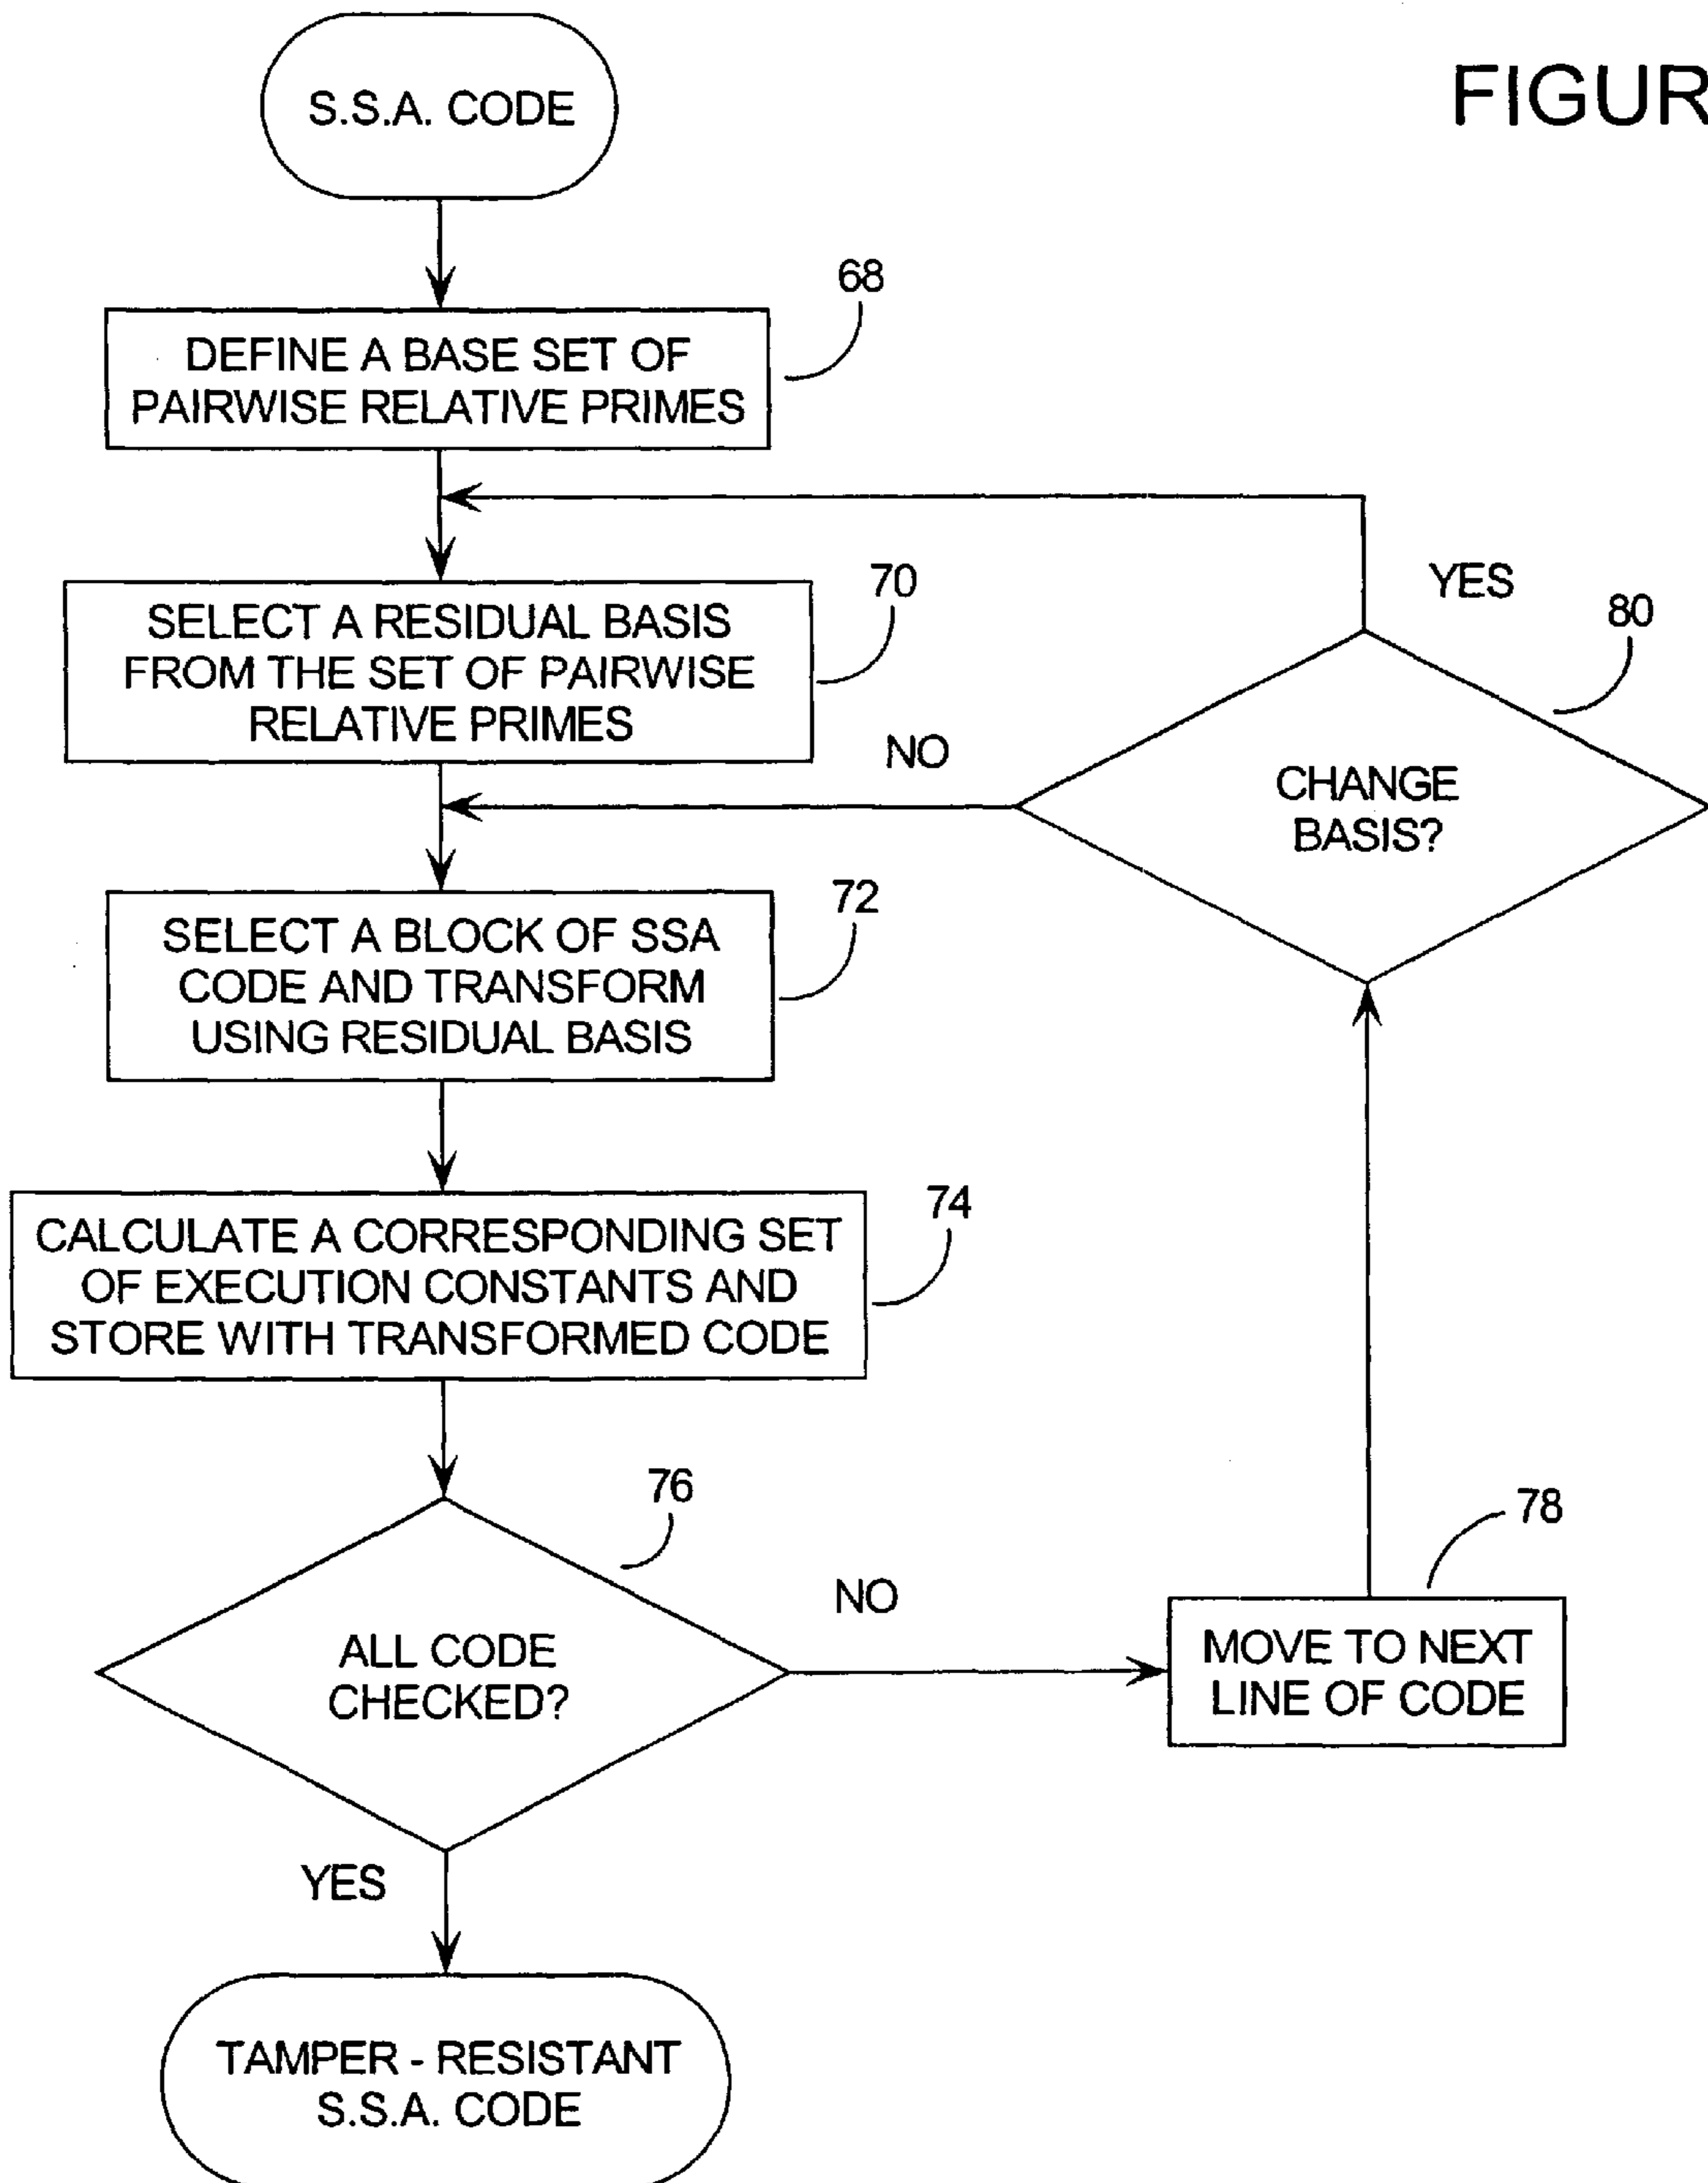 FIGUR
S.S.A. CODE
68
DEFINE A BASE SET OF
PAIRWISE RELATIVE PRIMES
70
SELECT A RESIDUAL BASIS
FROM THE SET OF PAIRWISE
RELATIVE PRIMES
YES
80
NO
CHANGE
BASIS?
72
SELECT A BLOCK OF SSA
CODE AND TRANSFORM
USING RESIDUAL BASIS
74
CALCULATE A CORRESPONDING SET
OF EXECUTION CONSTANTS AND
STORE WITH TRANSFORMED CODE
76
ALL CODE
CHECKED?
NO
78
MOVE TO NEXT
LINE OF CODE
YES
TAMPER - RESISTANT
S.S.A. CODE